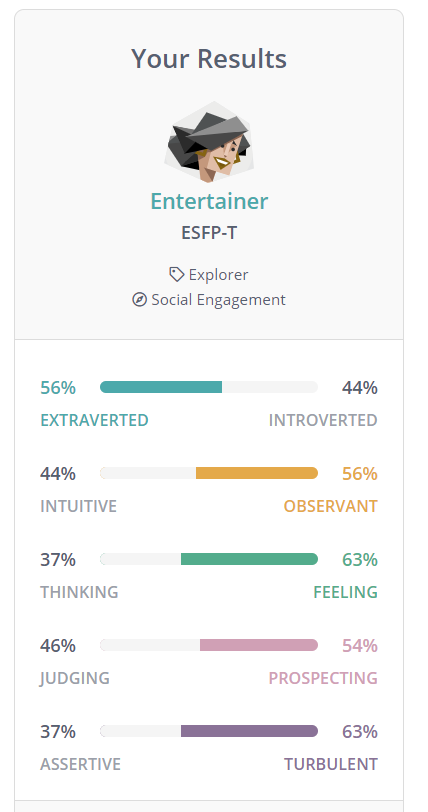 Your Results
Entertainer
ESFP-T
Explorer
Social Engagement
56% 44%
EXTRAVERTED INTROVERTED
44% 56%
INTUITIVE OBSERVANT
37% 63%
THINKING FEELING
46% 54%
JUDGING PROSPECTING
37% 63%
ASSERTIVE TURBULENT